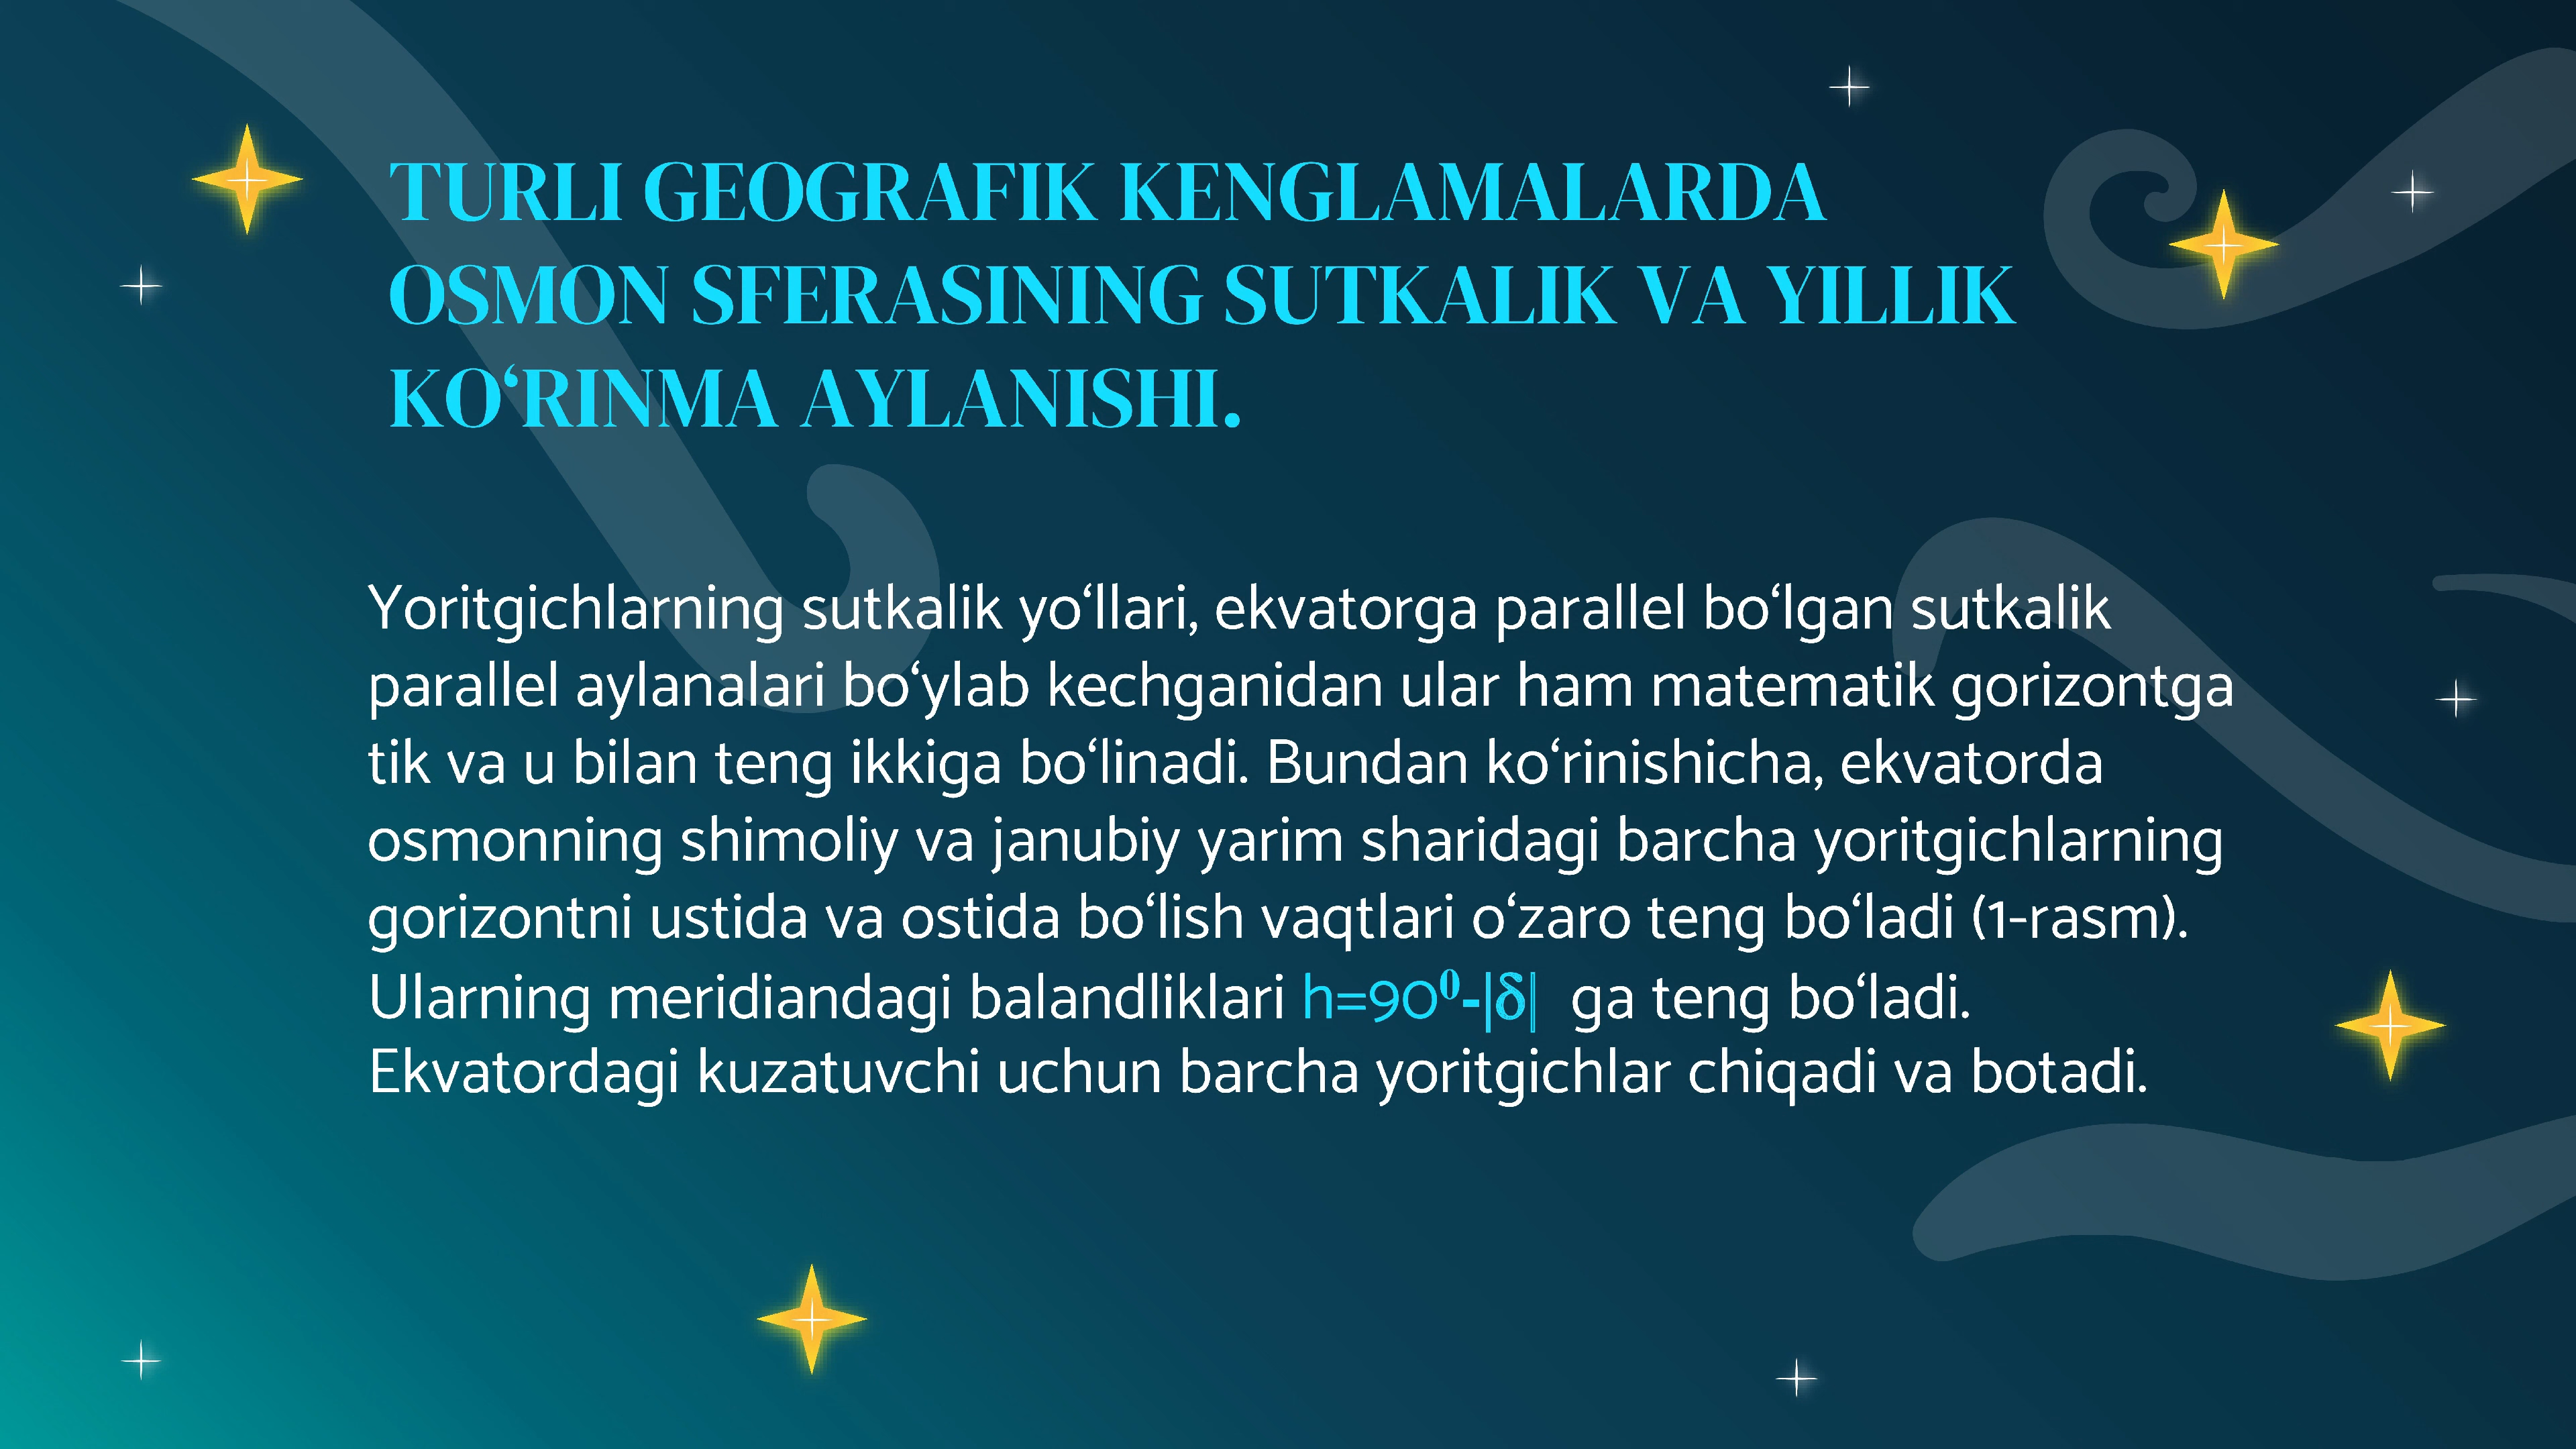 TURLI GEOGRAFIK KENGLAMALARDA
OSMON SFERASINING SUTKALIK VA YILLIK
KO‘RINMA AYLANISHI.
Yoritgichlarning sutkalik yo‘llari, ekvatorga parallel bo‘lgan sutkalik
parallel aylanalari bo‘ylab kechganidan ular ham matematik gorizontga
tik va u bilan teng ikkiga bo‘linadi. Bundan ko‘rinishicha, ekvatorda
osmonning shimoliy va janubiy yarim sharidagi barcha yoritgichlarning
gorizontni ustida va ostida bo‘lish vaqtlari o‘zaro teng bo‘ladi (1-rasm).
Ularning meridiandagi balandliklari h=90⁰-|δ| ga teng bo‘ladi.
Ekvatordagi kuzatuvchi uchun barcha yoritgichlar chiqadi va botadi.